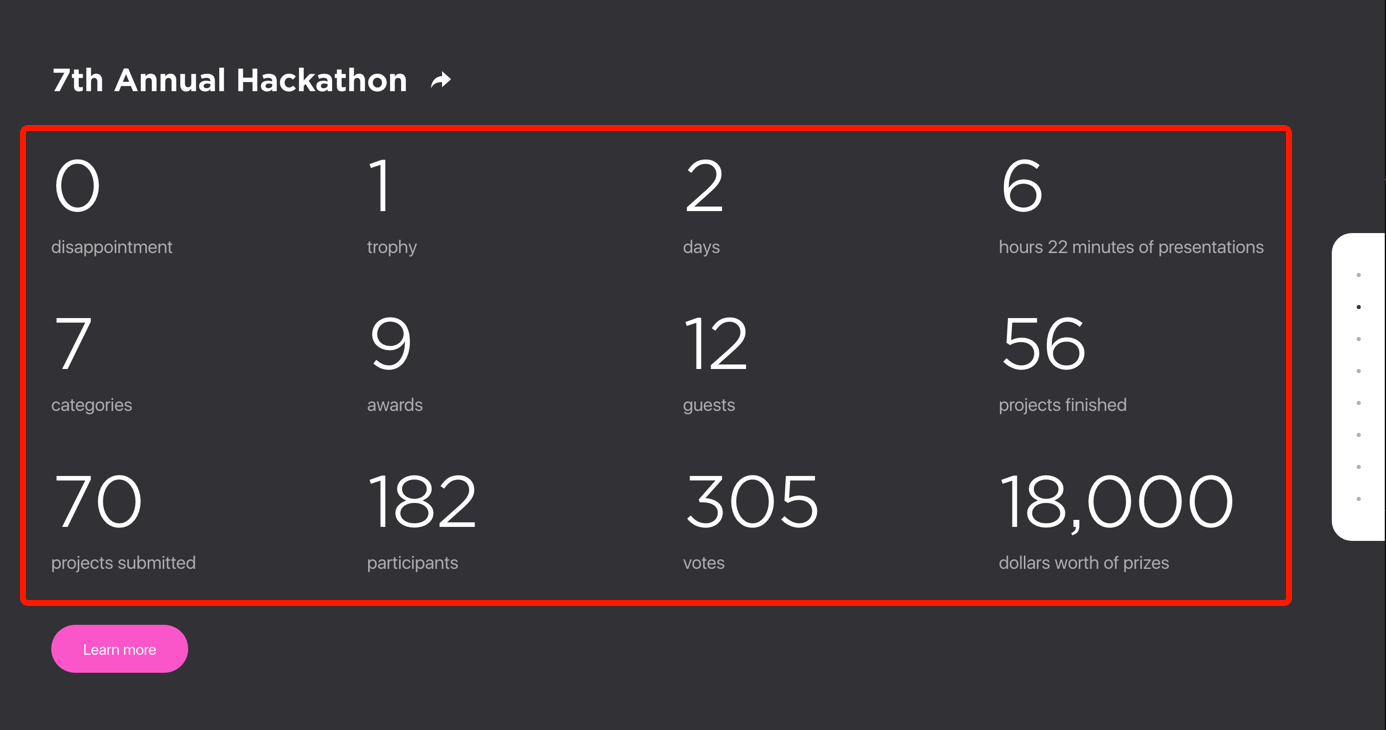 7th Annual Hackathon
0 1 2 6
disappointment trophy days hours 22 minutes of presentations
7 9 12 56
categories awards guests projects finished
70 182 305 18,000
projects submitted participants votes dollars worth of prizes
Learn more